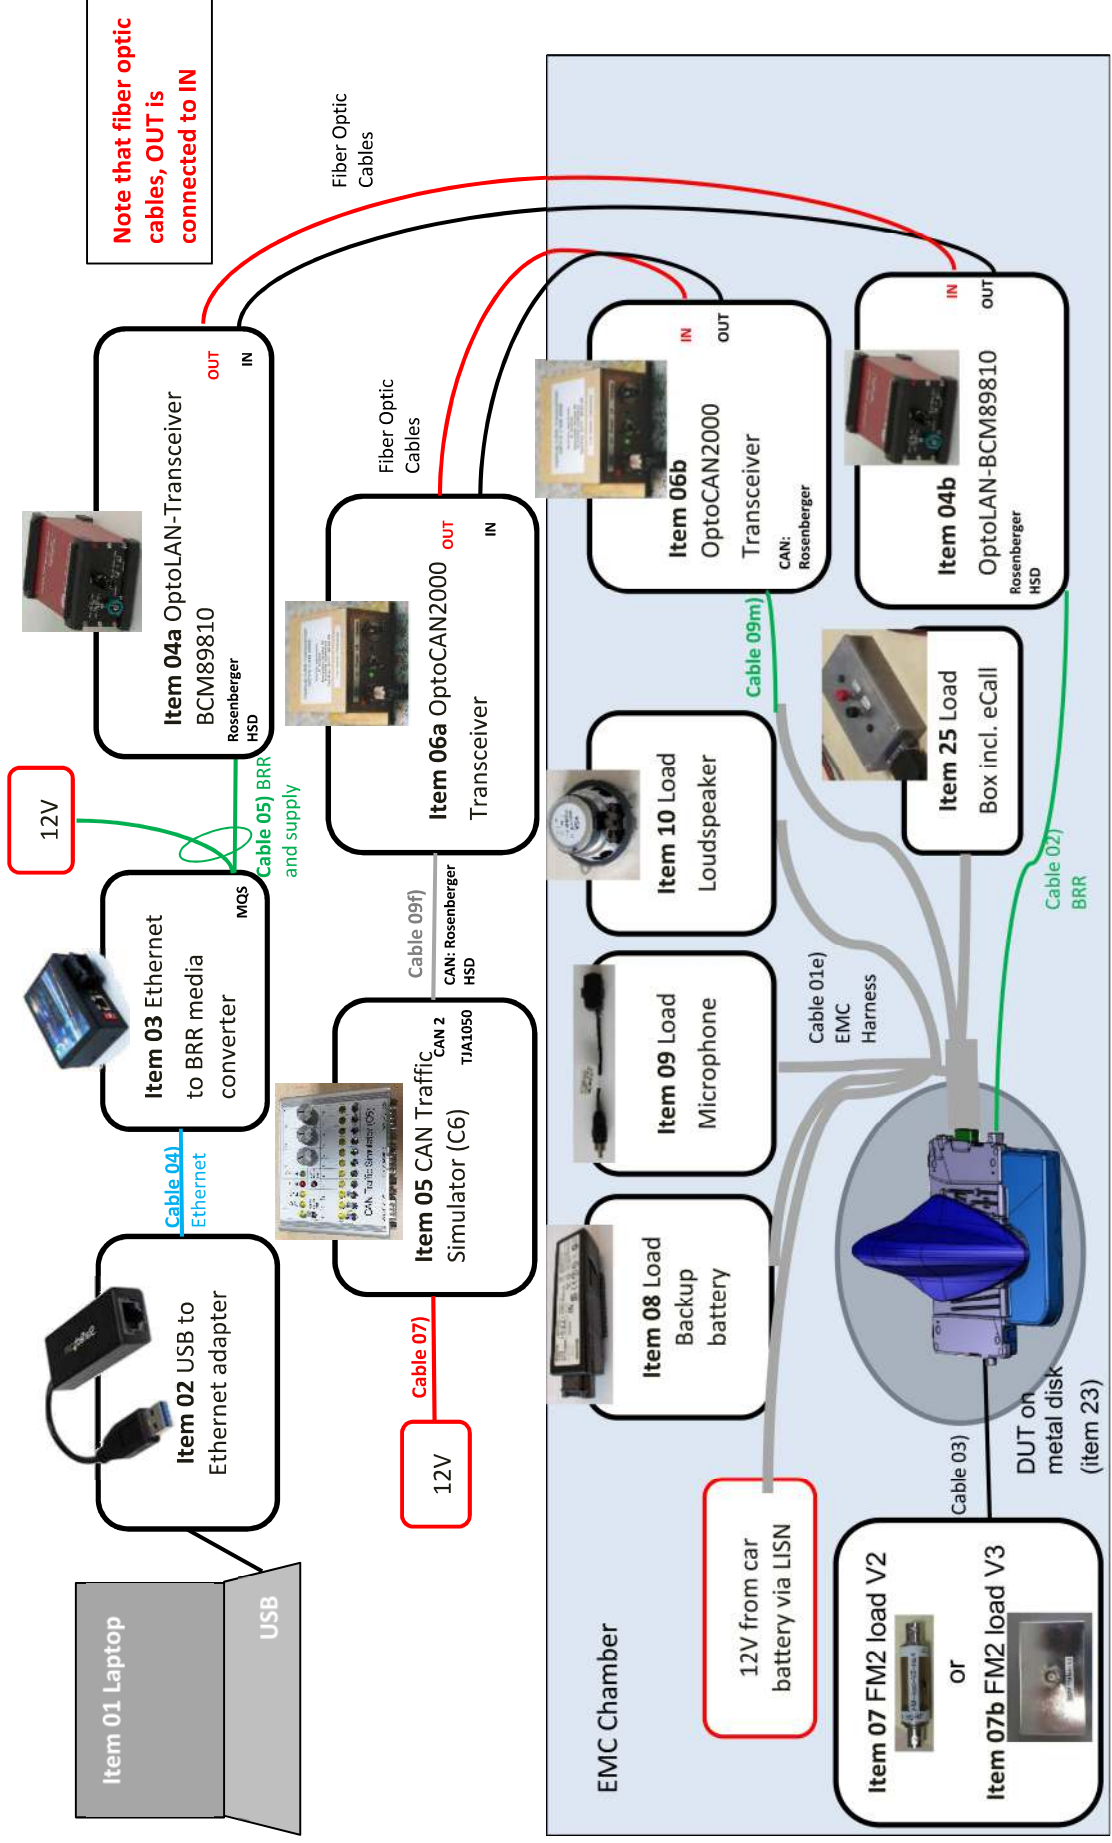 Item 01 Laptop
USB
Item 02 USB to
Ethernet adapter
Cable 04)
Ethernet
Item 03 Ethernet
to BRR media
converter
MQS
12V
Cable 05) BRR
and supply
Item 04a OptoLAN-Transceiver
BCM89810
Rosenberger
HSD
OUT
IN
Note that fiber optic
cables, OUT is
connected to IN
Fiber Optic
Cables
12V
Cable 07)
CAN Traffic Simulator (C6)
Item 05 CAN Traffic
Simulator (C6)
CAN 2
TJA1050
Cable 09f)
CAN: Rosenberger
HSD
Item 06a OptoCAN2000
Transceiver
OUT
IN
Fiber Optic
Cables
EMC Chamber
12V from car
battery via LISN
Item 08 Load
Backup
battery
Item 09 Load
Microphone
Item 10 Load
Loudspeaker
Cable 09m)
Item 06b
OptoCAN2000
Transceiver
CAN:
Rosenberger
IN
OUT
Cable 01e)
EMC
Harness
Item 25 Load
Box incl. eCall
Item 04b
OptoLAN-BCM89810
Rosenberger
HSD
IN
OUT
Cable 02)
BRR
Item 07 FM2 load V2
or
Item 07b FM2 load V3
Cable 03)
DUT on
metal disk
(item 23)